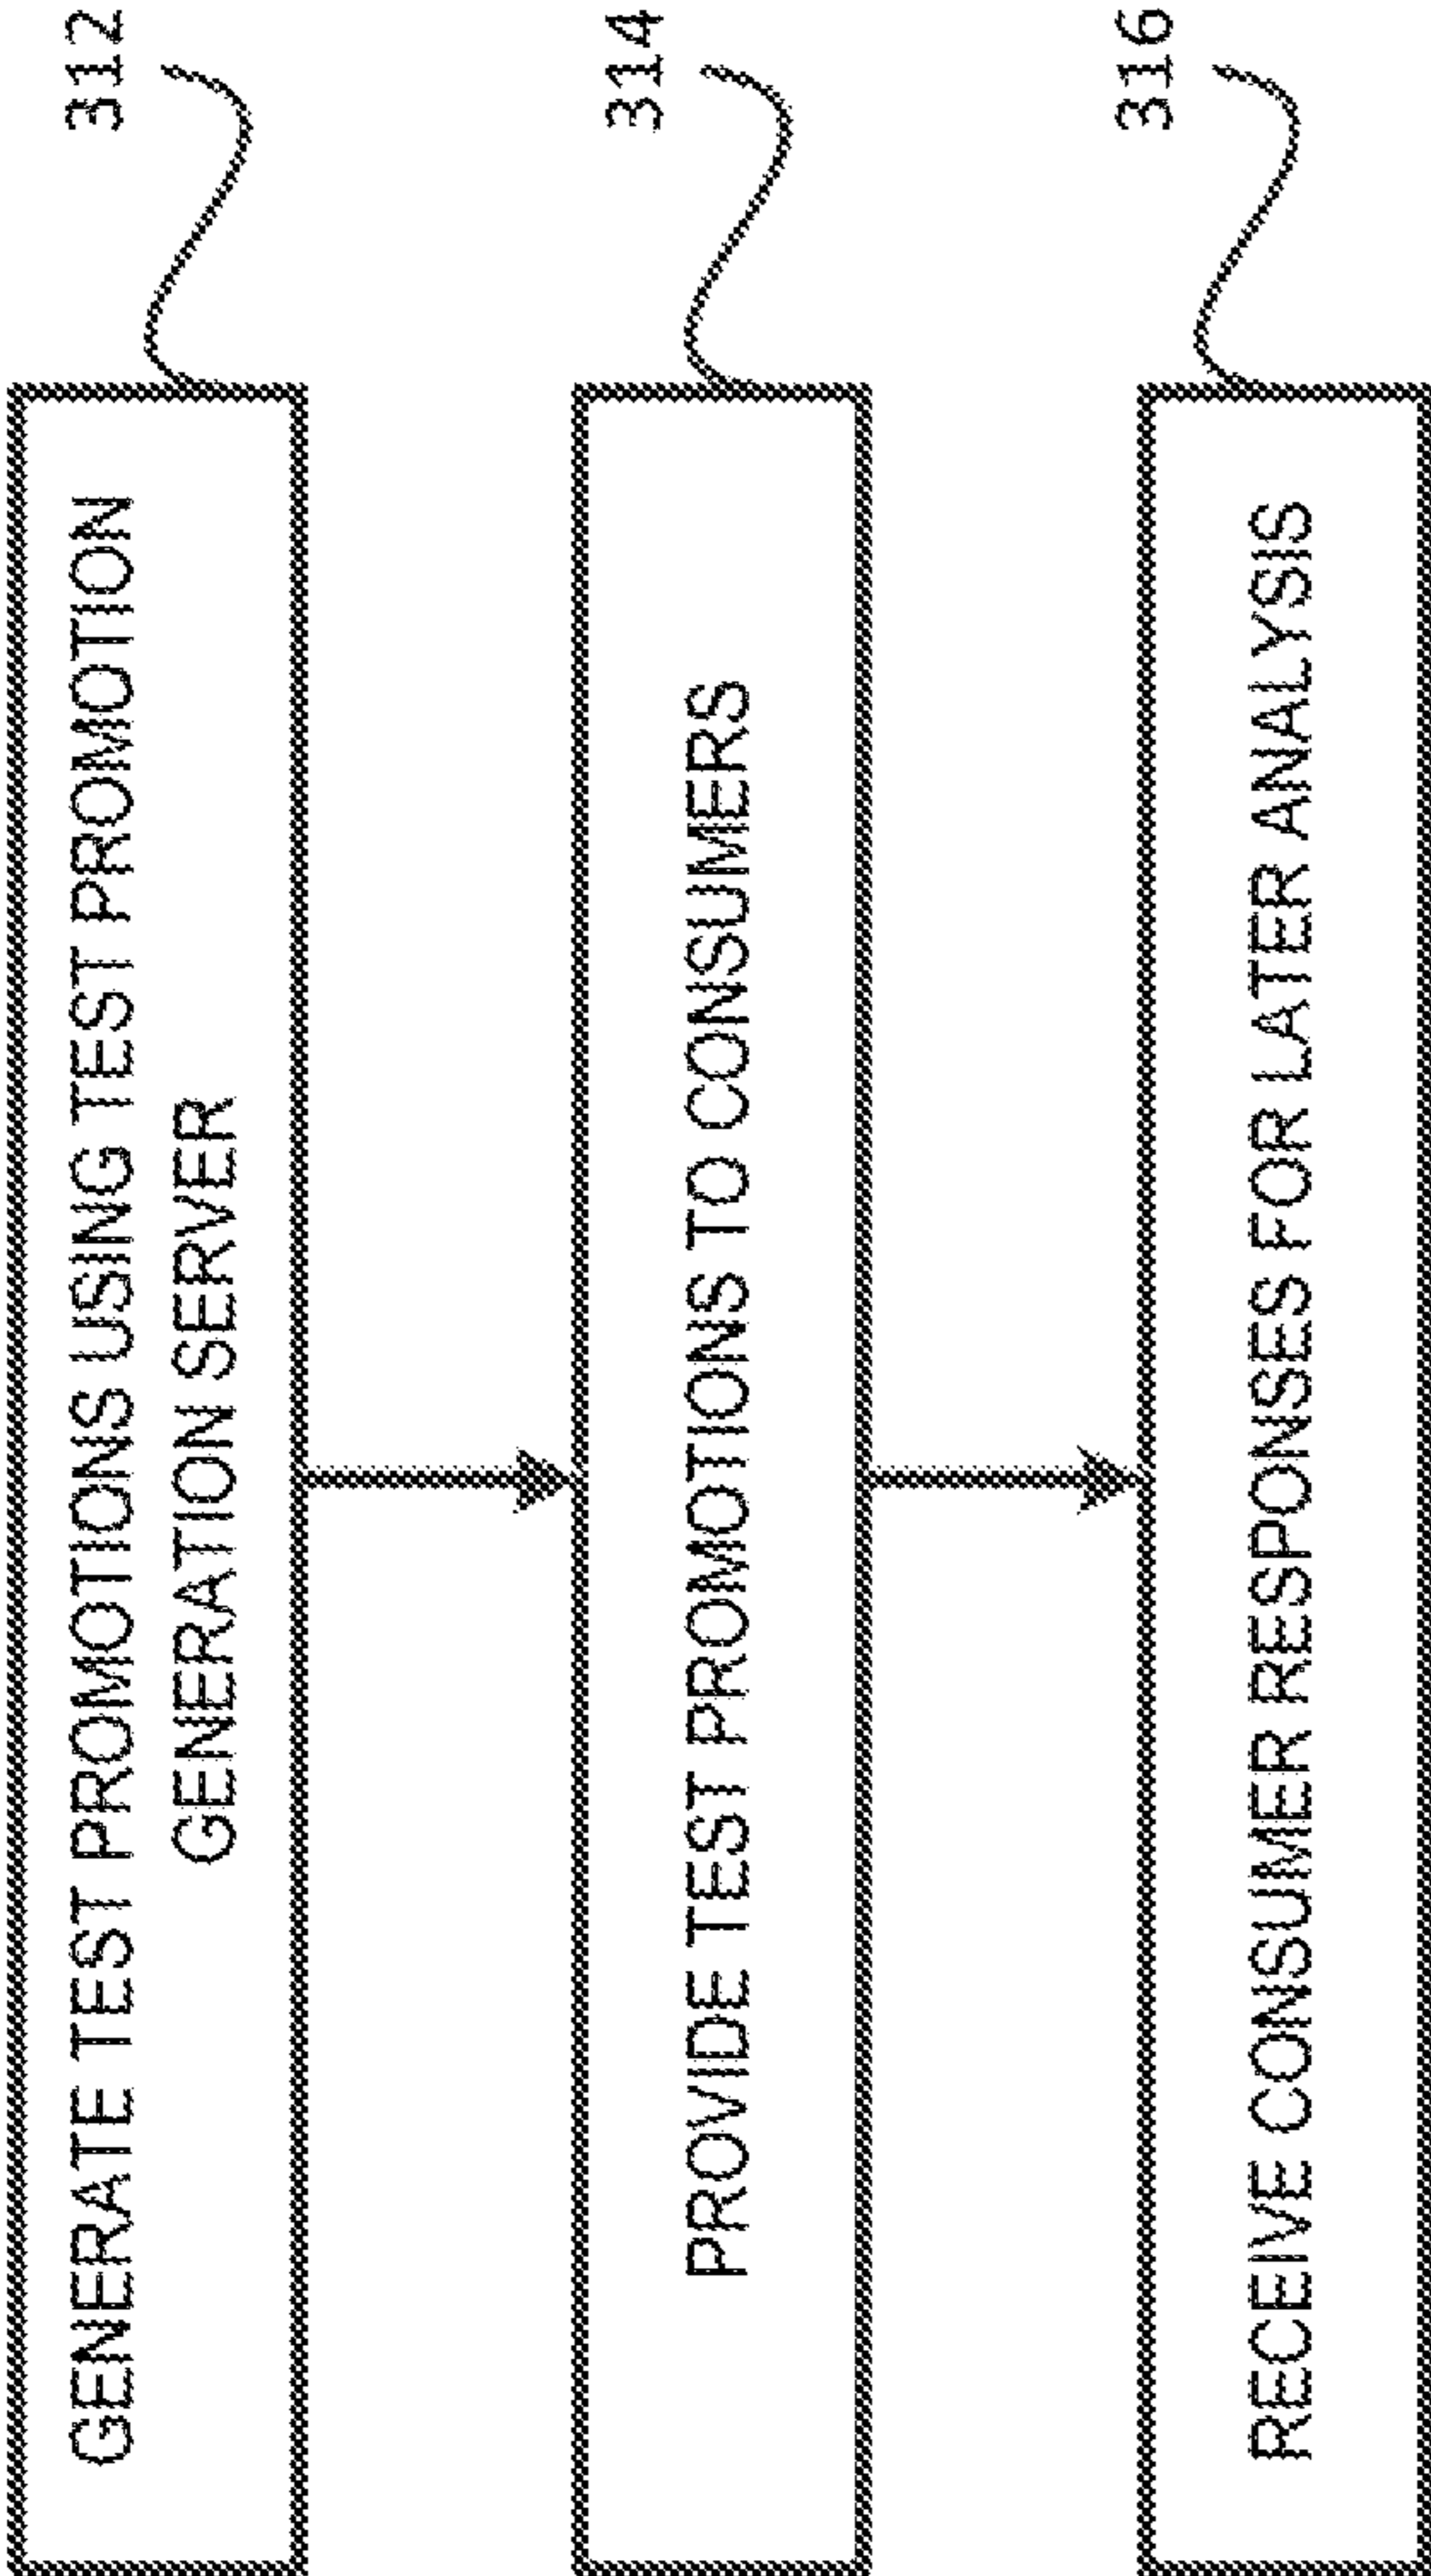 GENERATE TEST PROMOTIONS USING TEST PROMOTION
GENERATION SERVER
312
PROVIDE TEST PROMOTIONS TO CONSUMERS
314
RECEIVE CONSUMER RESPONSES FOR LATER ANALYSIS
316